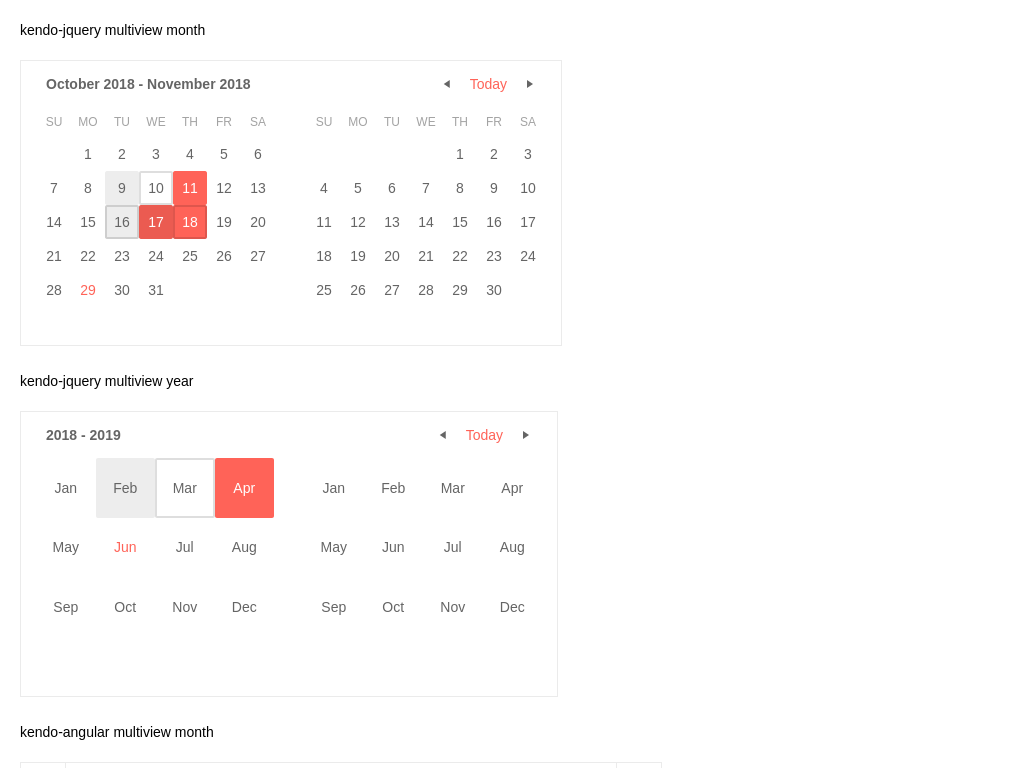 kendo-jquery multiview month
October 2018 - November 2018 Today
SU MO TU WE TH FR SA SU MO TU WE TH FR SA
1 2 3 4 5 6 1 2 3
7 8 9 10 11 12 13 4 5 6 7 8 9 10
14 15 16 17 18 19 20 11 12 13 14 15 16 17
21 22 23 24 25 26 27 18 19 20 21 22 23 24
28 29 30 31 25 26 27 28 29 30
kendo-jquery multiview year
2018 - 2019 Today
Jan Feb Mar Apr Jan Feb Mar Apr
May Jun Jul Aug May Jun Jul Aug
Sep Oct Nov Dec Sep Oct Nov Dec
kendo-angular multiview month